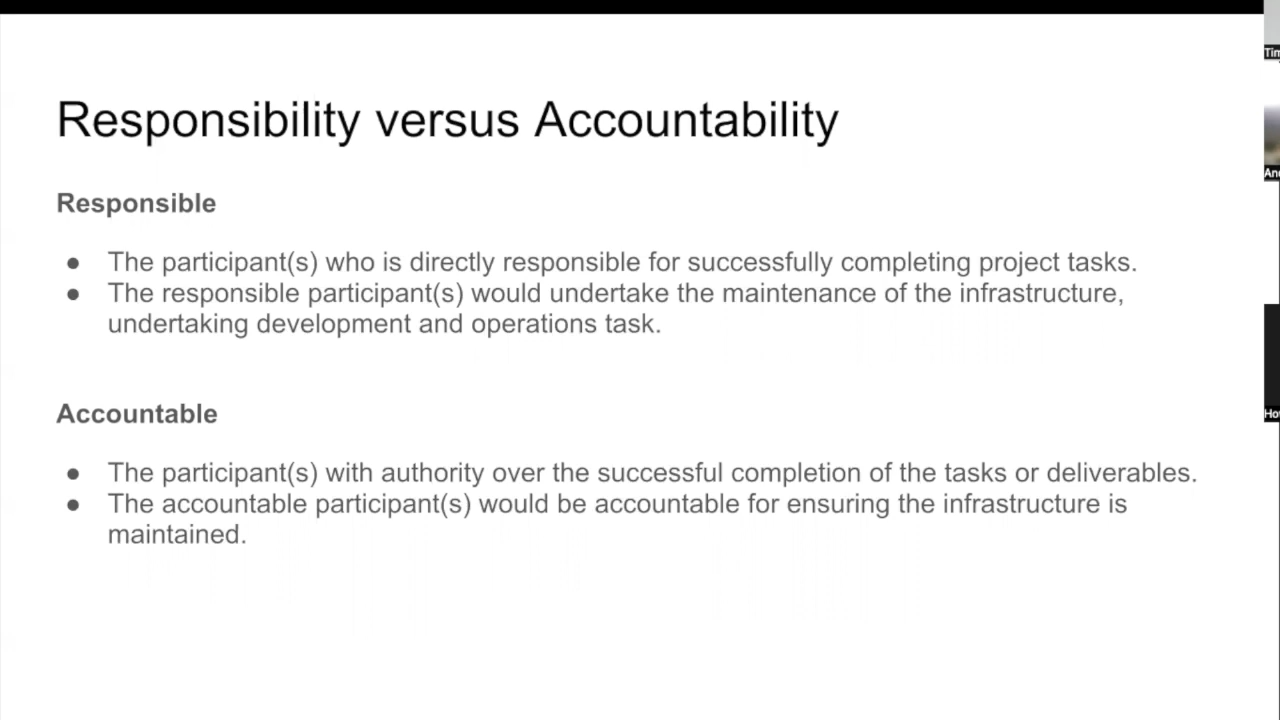 Responsibility versus Accountability
Responsible
● The participant(s) who is directly responsible for successfully completing project tasks.
● The responsible participant(s) would undertake the maintenance of the infrastructure,
undertaking development and operations task.
Accountable
● The participant(s) with authority over the successful completion of the tasks or deliverables.
● The accountable participant(s) would be accountable for ensuring the infrastructure is
maintained.